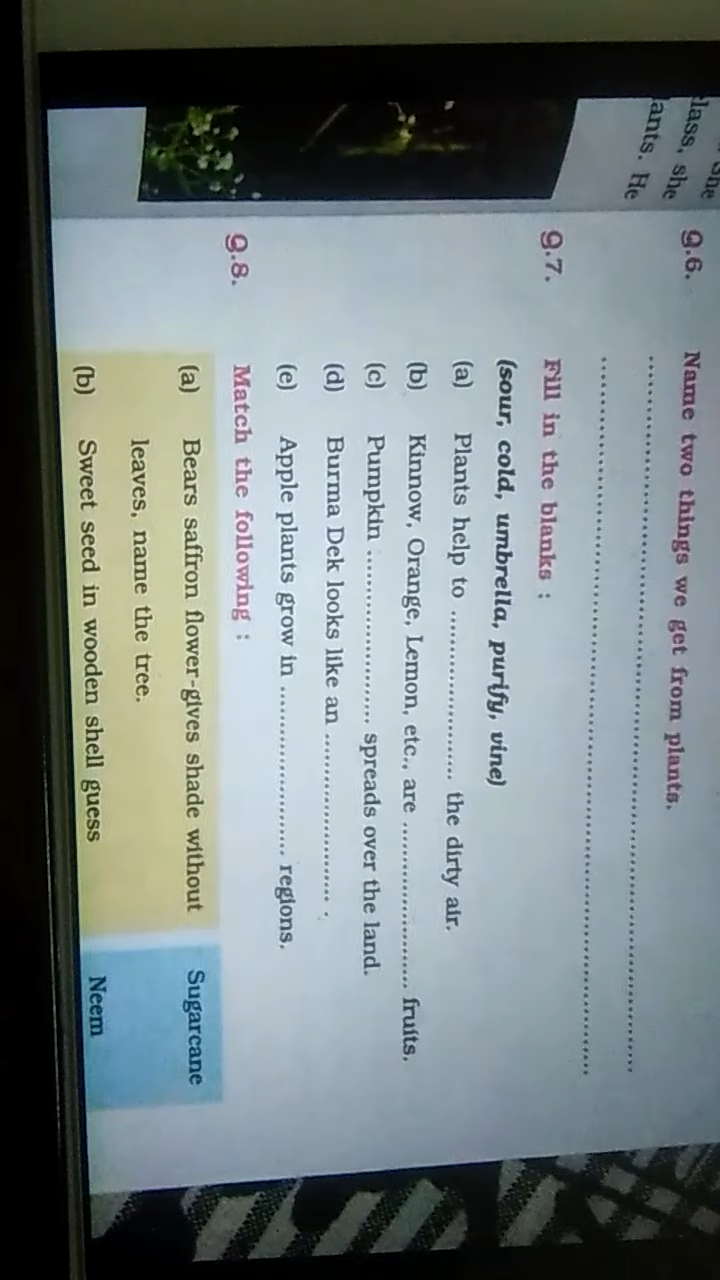 She
class, she
ants. He
Q.6. Name two things we get from plants.
Q.7. Fill in the blanks :
(sour, cold, umbrella, purify, vine)
(a) Plants help to ........................ the dirty air.
(b) Kinnow, Orange, Lemon, etc., are ........................ fruits.
(c) Pumpkin ........................ spreads over the land.
(d) Burma Dek looks like an ........................ .
(e) Apple plants grow in ........................ regions.
Q.8. Match the following :
(a) Bears saffron flower-gives shade without Sugarcane
leaves, name the tree.
(b) Sweet seed in wooden shell guess Neem